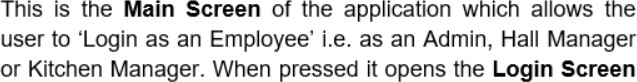 This is the Main Screen of the application which allows the
user to ‘Login as an Employee’ i.e. as an Admin, Hall Manager
or Kitchen Manager. When pressed it opens the Login Screen